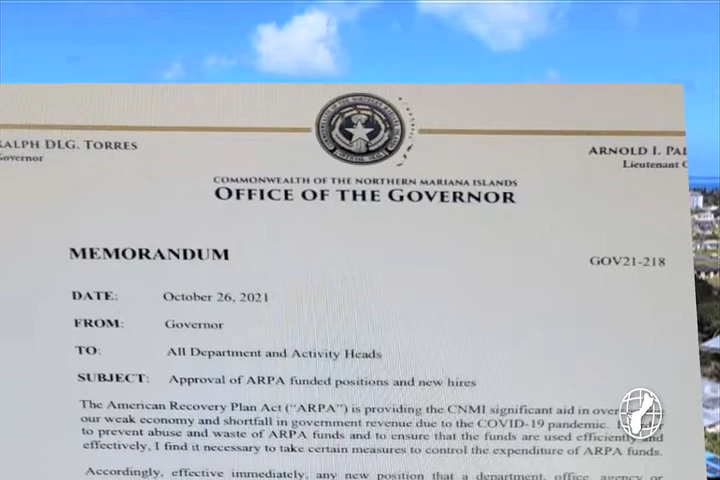 RALPH DLG. TORRES
Governor
ARNOLD I.
Lieutenant
COMMONWEALTH OF THE NORTHERN MARIANA ISLANDS
OFFICE OF THE GOVERNOR
MEMORANDUM
GOV21-218
DATE: October 26, 2021
FROM: Governor
TO: All Department and Activity Heads
SUBJECT: Approval of ARPA funded positions and new hires
The American Recovery Plan Act ("ARPA") is providing the CNMI significant aid in
our weak economy and shortfall in government revenue due to the COVID-19 pandemic.
to prevent abuse and waste of ARPA funds and to ensure that the funds are used efficiently and
effectively, I find it necessary to take certain measures to control the expenditure of ARPA funds.
Accordingly, effective immediately, any new position that a department, office, agency or